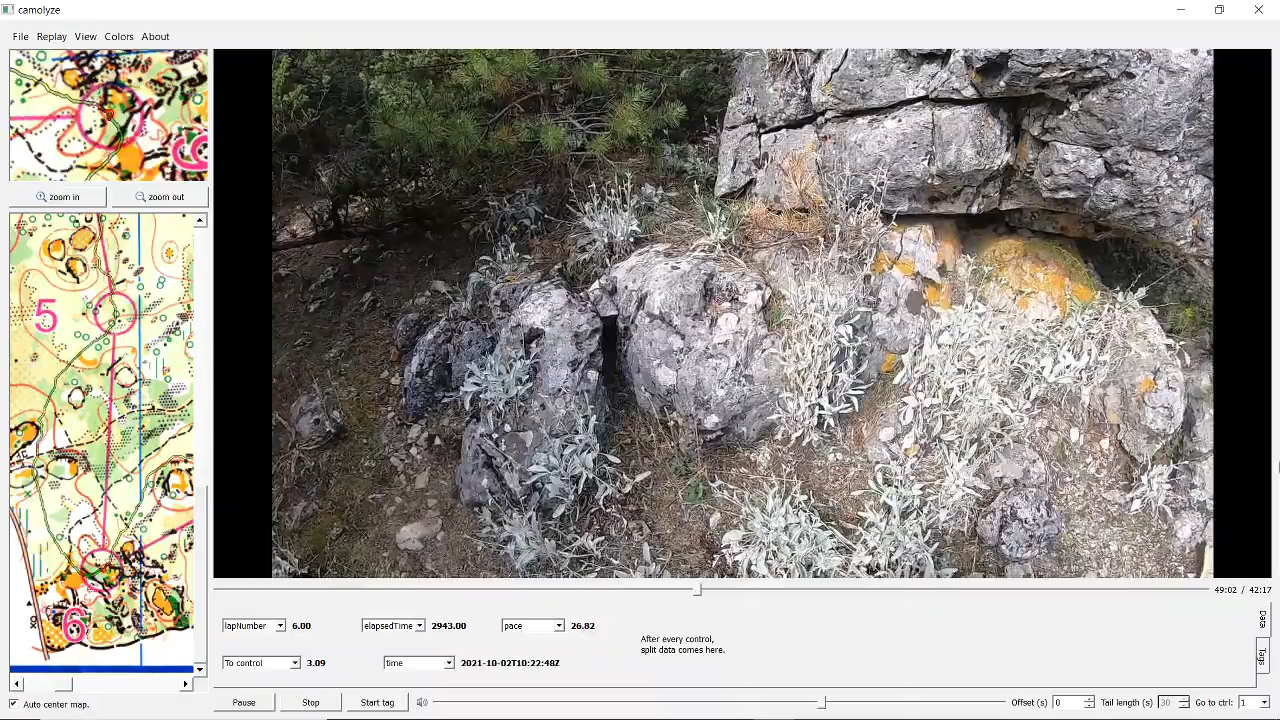 camolyze
File Replay View Colors About
zoom in zoom out
5
6
49:02 / 42:17
lapNumber 6.00 elapsedTime 2943.00 pace 26.82
After every control,
split data comes here.
To control 3.09 time 2021-10-02T10:22:48Z
Data
Tags
Auto center map.
Pause Stop Start tag Offset (s) 0 Tail length (s) 30 Go to ctrl: 1